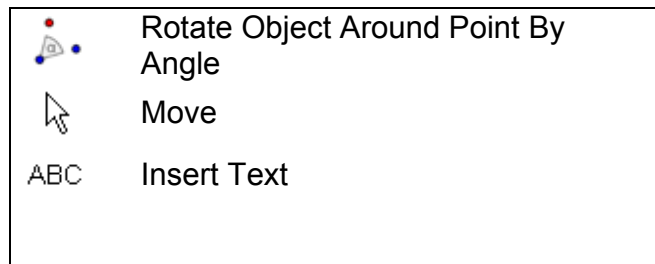 α
Rotate Object Around Point By
Angle
Move
ABC Insert Text